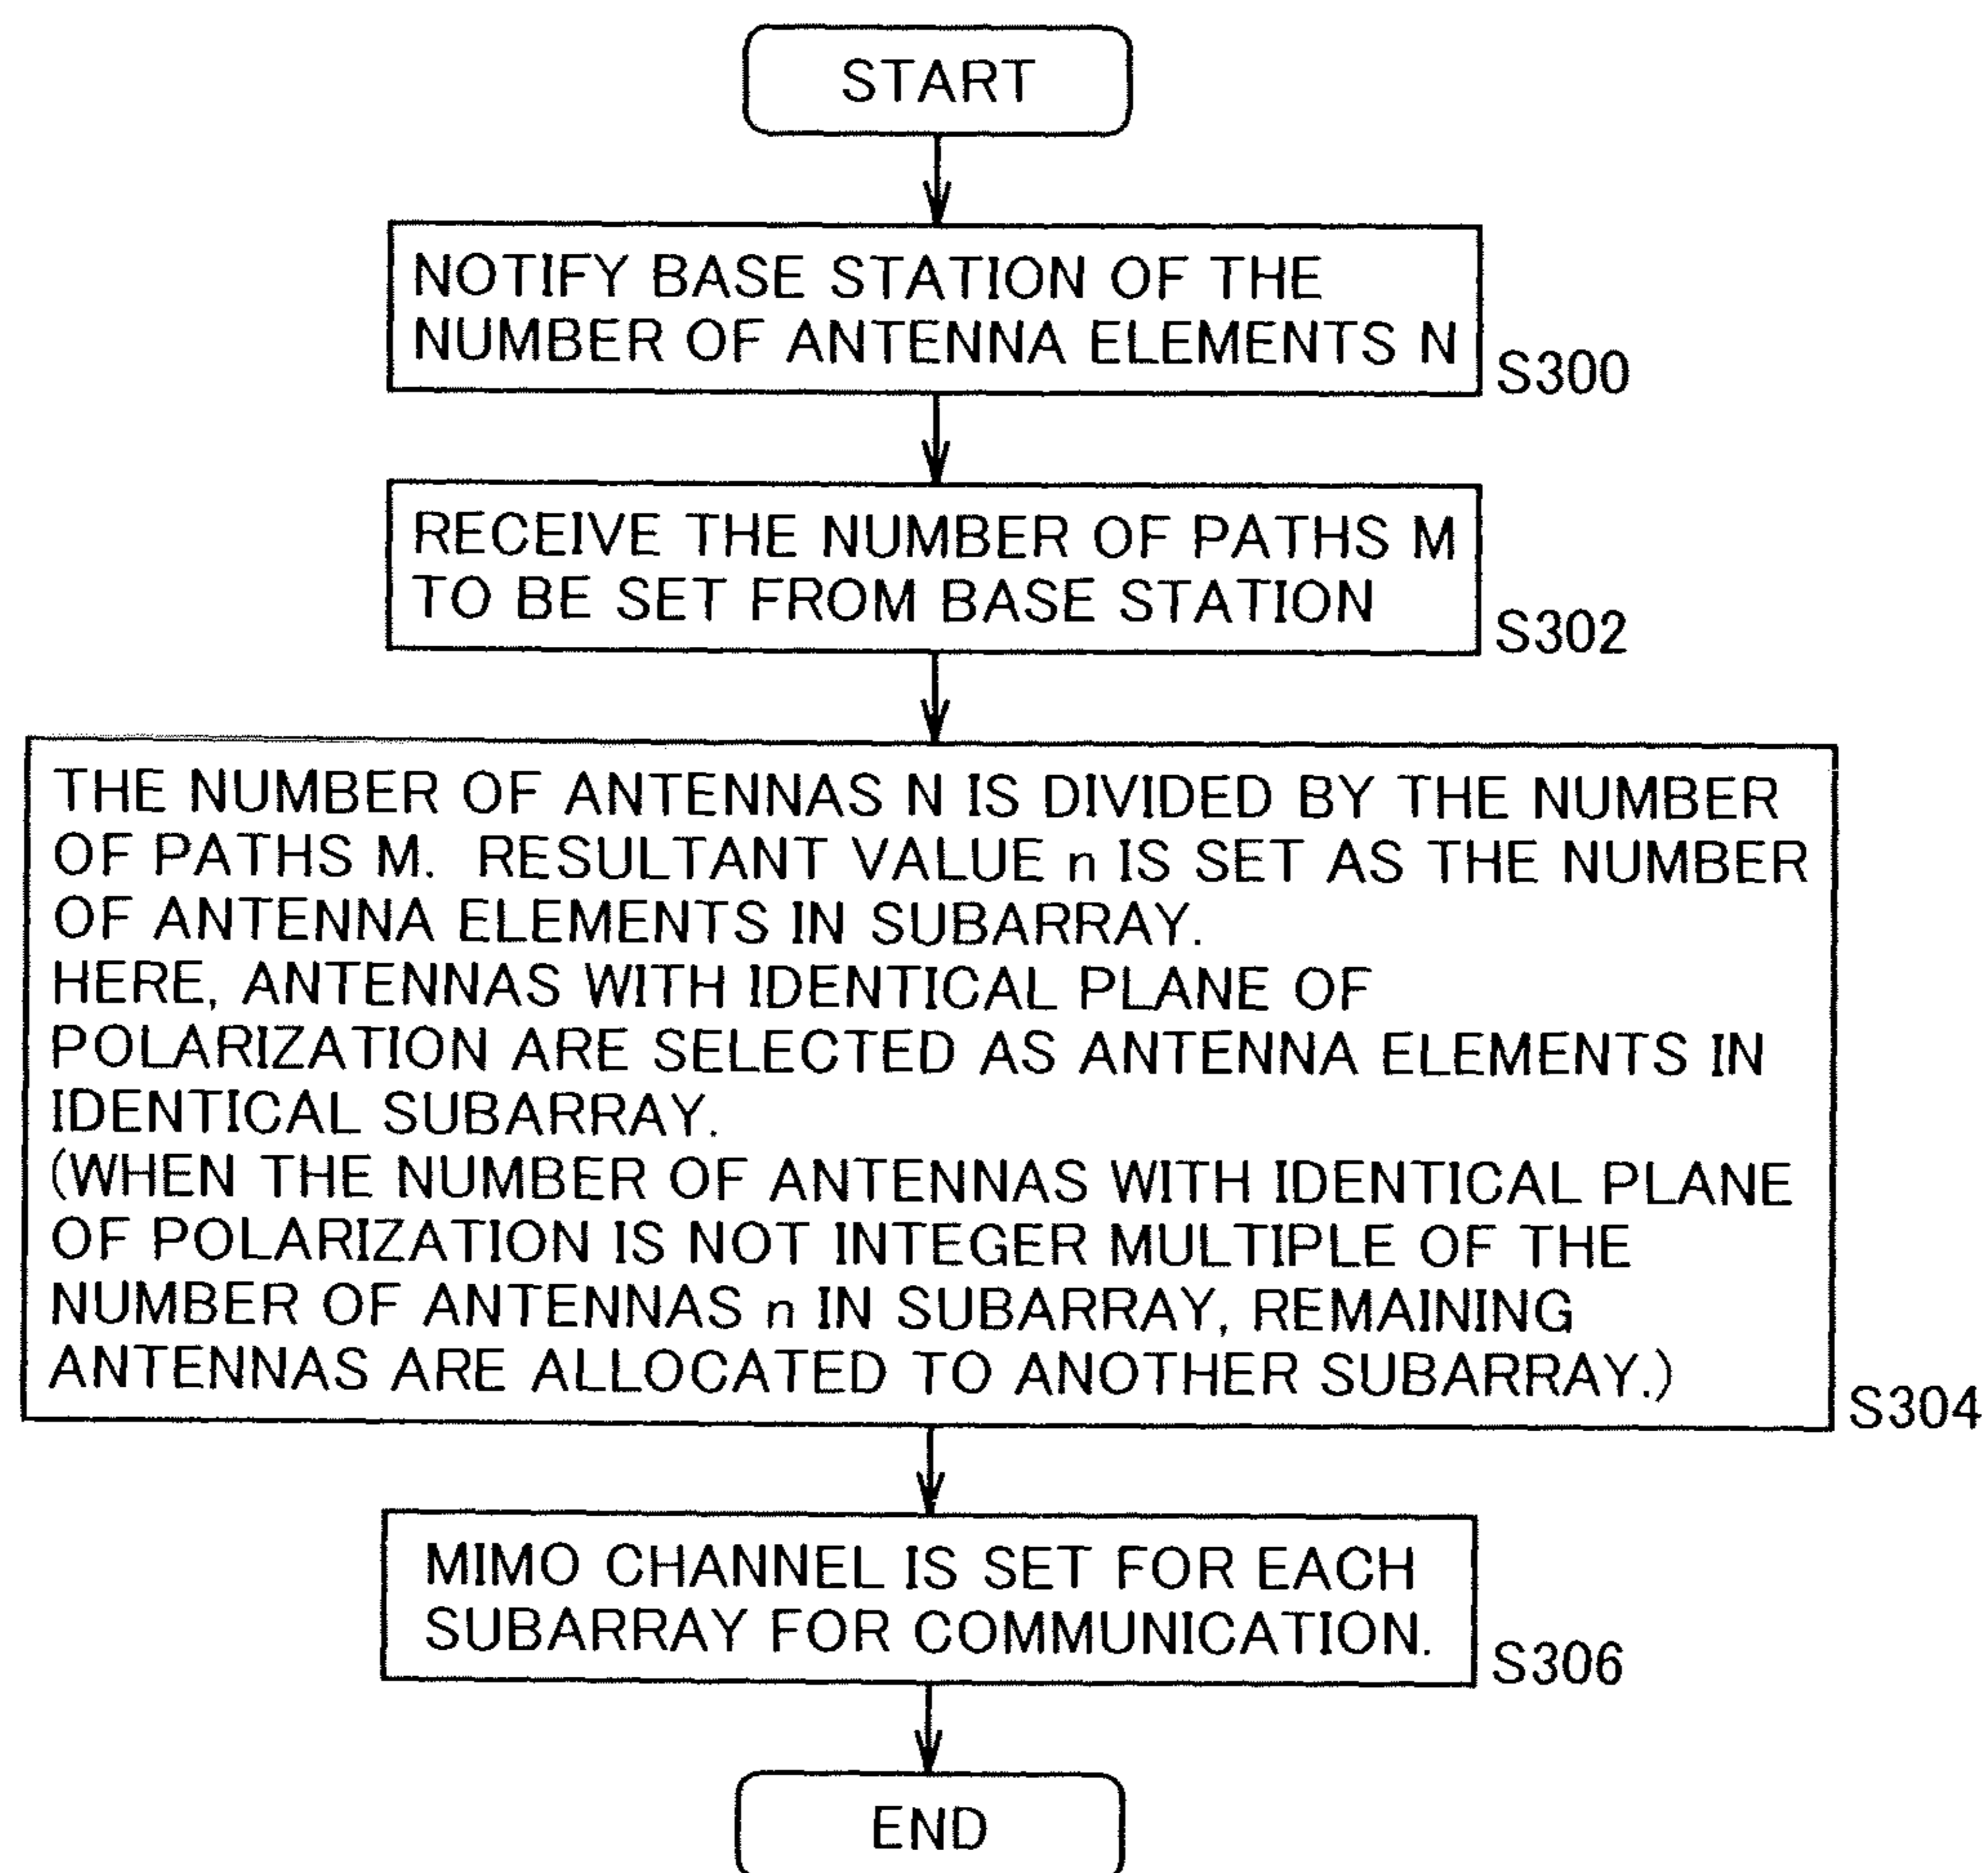 START
NOTIFY BASE STATION OF THE
NUMBER OF ANTENNA ELEMENTS N
S300
RECEIVE THE NUMBER OF PATHS M
TO BE SET FROM BASE STATION
S302
THE NUMBER OF ANTENNAS N IS DIVIDED BY THE NUMBER
OF PATHS M. RESULTANT VALUE n IS SET AS THE NUMBER
OF ANTENNA ELEMENTS IN SUBARRAY.
HERE, ANTENNAS WITH IDENTICAL PLANE OF
POLARIZATION ARE SELECTED AS ANTENNA ELEMENTS IN
IDENTICAL SUBARRAY.
(WHEN THE NUMBER OF ANTENNAS WITH IDENTICAL PLANE
OF POLARIZATION IS NOT INTEGER MULTIPLE OF THE
NUMBER OF ANTENNAS n IN SUBARRAY, REMAINING
ANTENNAS ARE ALLOCATED TO ANOTHER SUBARRAY.)
S304
MIMO CHANNEL IS SET FOR EACH
SUBARRAY FOR COMMUNICATION.
S306
END